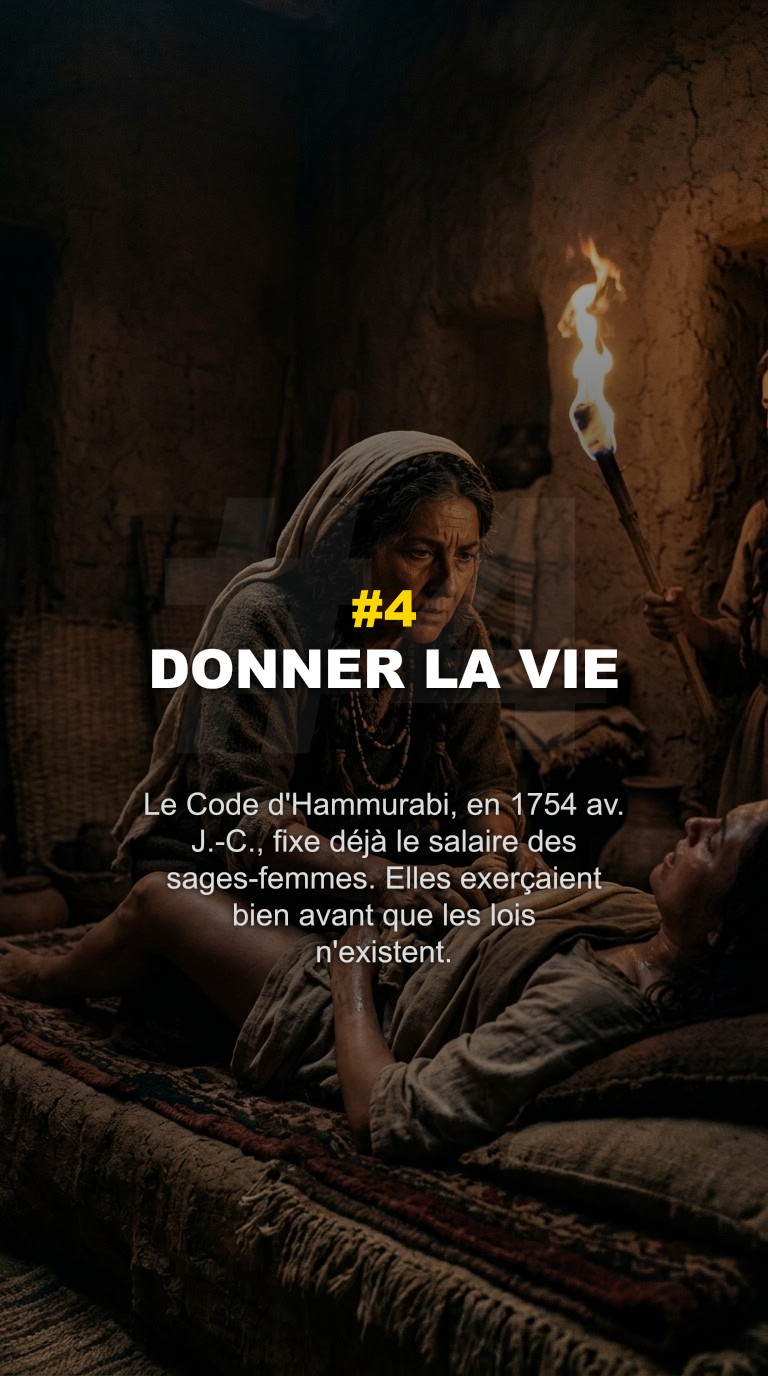 #4
DONNER LA VIE
Le Code d'Hammurabi, en 1754 av.
J.-C., fixe déjà le salaire des
sages-femmes. Elles exerçaient
bien avant que les lois
n'existent.